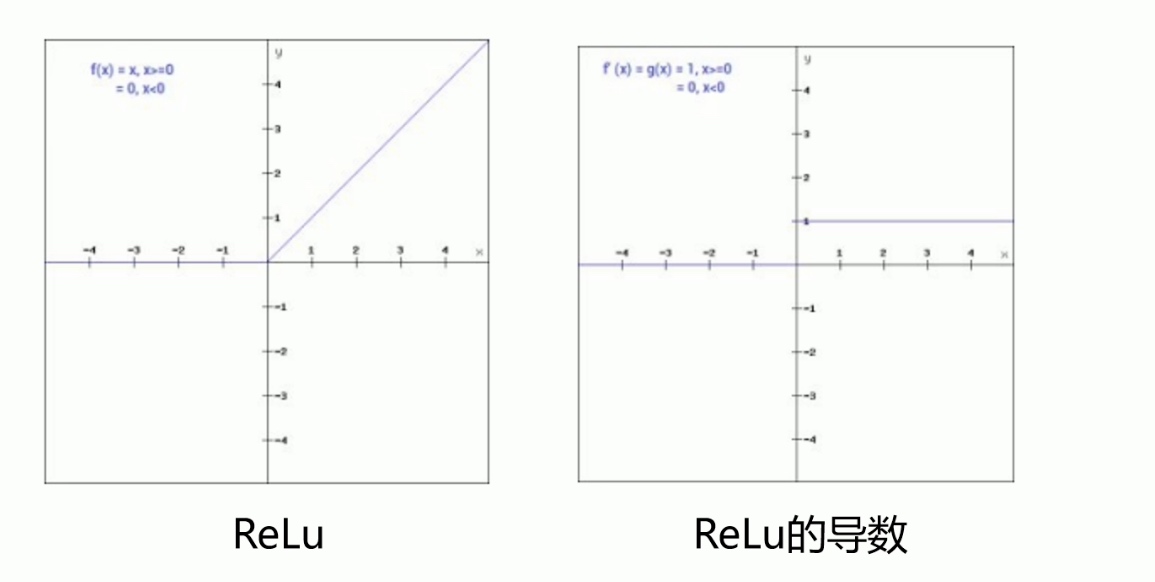 f(x) = x, x>=0
= 0, x<0
y
4
3
2
1
-4 -3 -2 -1 1 2 3 4 x
-1
-2
-3
-4
ReLu
f' (x) = g(x) = 1, x>=0
= 0, x<0
y
4
3
2
1
-4 -3 -2 -1 1 2 3 4 x
-1
-2
-3
-4
ReLu的导数